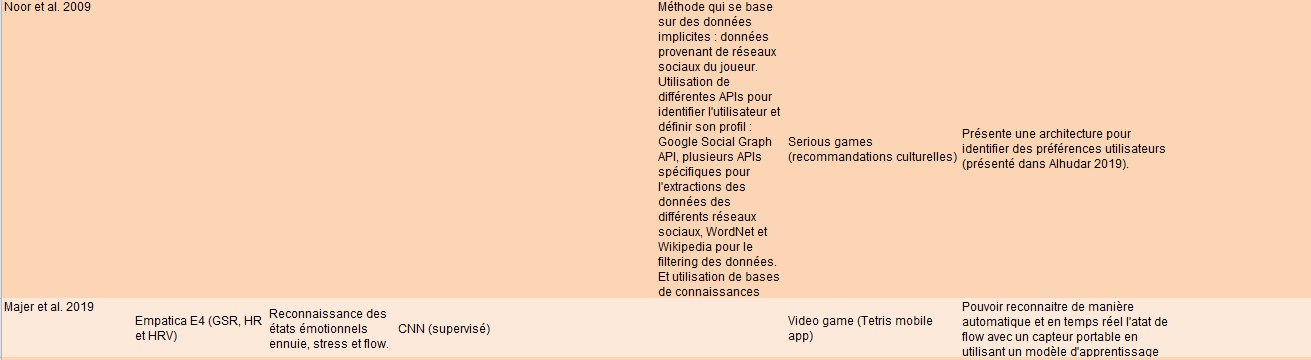 Noor et al. 2009
Méthode qui se base
sur des données
implicites : données
provenant de réseaux
sociaux du joueur.
Utilisation de
différentes APIs pour
identifier l'utilisateur et
définir son profil :
Google Social Graph
API, plusieurs APIs
spécifiques pour
l'extractions des
données des
différents réseaux
sociaux, WordNet et
Wikipedia pour le
filtering des données.
Et utilisation de bases
de connaissances
Serious games
(recommandations culturelles)
Présente une architecture pour
identifier des préférences utilisateurs
(présenté dans Alhudar 2019).
Majer et al. 2019
Empatica E4 (GSR, HR
et HRV)
Reconnaissance des
états émotionnels
ennuie, stress et flow.
CNN (supervisé)
Video game (Tetris mobile
app)
Pouvoir reconnaitre de manière
automatique et en temps réel l'atat de
flow avec un capteur portable en
utilisant un modèle d'apprentissage